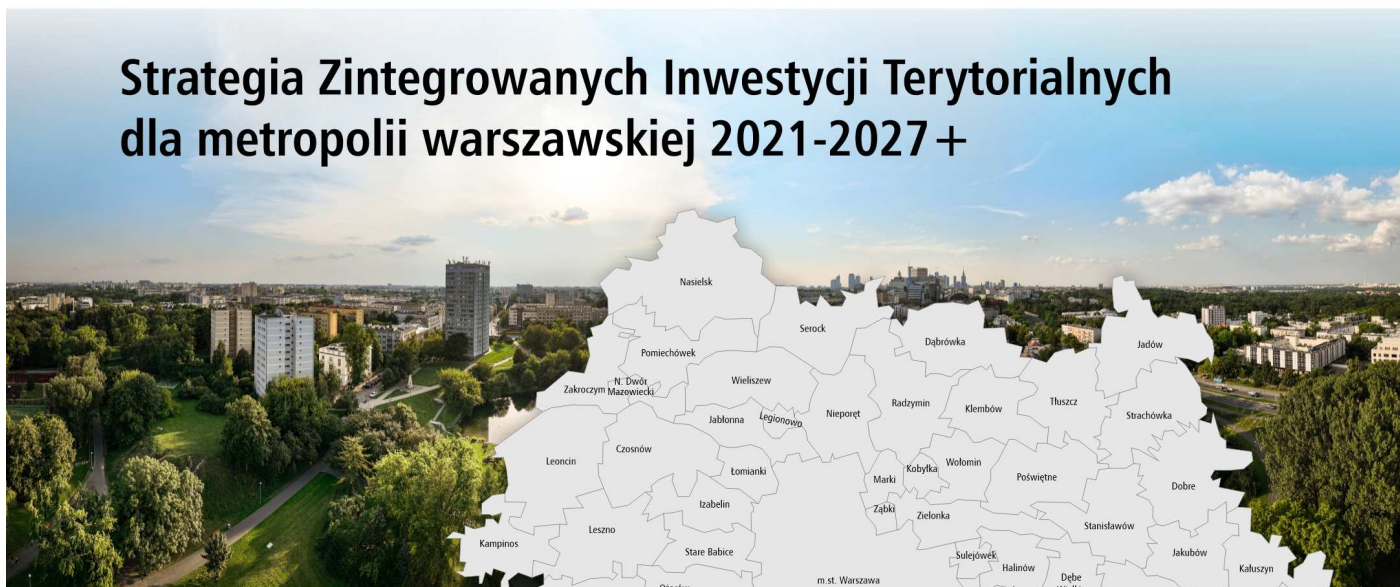 Strategia Zintegrowanych Inwestycji Terytorialnych
dla metropolii warszawskiej 2021-2027+
Nasielsk
Serock
Dąbrówka
Jadów
Pomiechówek
Zakroczym
N. Dwór
Mazowiecki
Wieliszew
Nieporęt
Radzymin
Klembów
Tłuszcz
Strachówka
Jabłonna
Legionowo
Leoncin
Czosnów
Łomianki
Marki
Kobyłka
Wołomin
Poświętne
Dobre
Izabelin
Ząbki
Zielonka
Stanisławów
Kampinos
Leszno
Stare Babice
Sulejówek
Halinów
Jakubów
Kałuszyn
m.st. Warszawa
Dębe